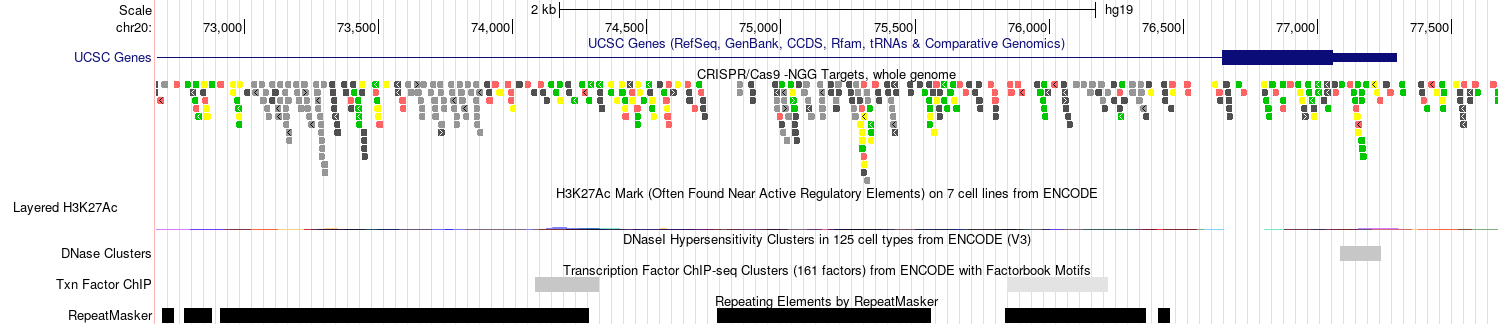 Scale 2 kb hg19
chr20: 73,000 73,500 74,000 74,500 75,000 75,500 76,000 76,500 77,000 77,500
UCSC Genes (RefSeq, GenBank, CCDS, Rfam, tRNAs & Comparative Genomics)
UCSC Genes
CRISPR/Cas9 -NGG Targets, whole genome
H3K27Ac Mark (Often Found Near Active Regulatory Elements) on 7 cell lines from ENCODE
Layered H3K27Ac
DNaseI Hypersensitivity Clusters in 125 cell types from ENCODE (V3)
DNase Clusters
Transcription Factor ChIP-seq Clusters (161 factors) from ENCODE with Factorbook Motifs
Txn Factor ChIP
Repeating Elements by RepeatMasker
RepeatMasker